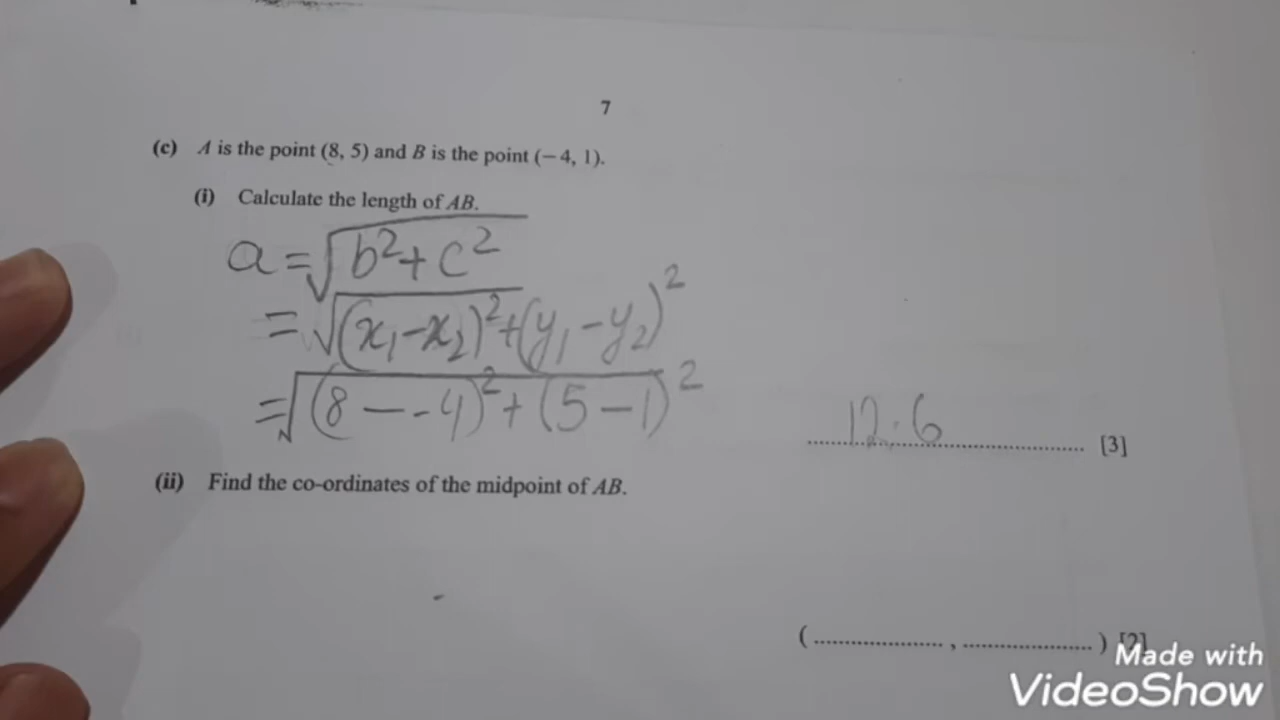 7
(c) A is the point (8, 5) and B is the point (−4, 1).
(i) Calculate the length of AB.
a = √(b² + c²)
= √(x₁ − x₂)² + (y₁ − y₂)²
= √(8 − -4)² + (5 − 1)²
12.6 [3]
(ii) Find the co-ordinates of the midpoint of AB.
(...................... , ......................) [2]
Made with
VideoShow